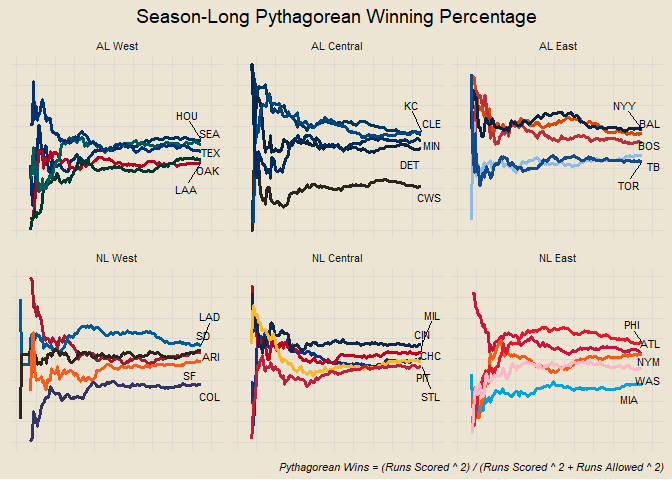 Season-Long Pythagorean Winning Percentage
AL West
AL Central
AL East
HOU
SEA
TEX
OAK
LAA
KC
CLE
MIN
DET
CWS
NYY
BAL
BOS
TB
TOR
NL West
NL Central
NL East
LAD
SD
ARI
SF
COL
MIL
CIN
CHC
PIT
STL
PHI
ATL
NYM
WAS
MIA
Pythagorean Wins = (Runs Scored ^ 2) / (Runs Scored ^ 2 + Runs Allowed ^ 2)